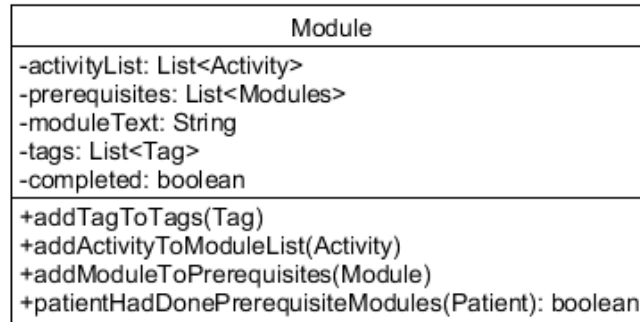 Module
-activityList: List<Activity>
-prerequisites: List<Modules>
-moduleText: String
-tags: List<Tag>
-completed: boolean
+addTagToTags(Tag)
+addActivityToModuleList(Activity)
+addModuleToPrerequisites(Module)
+patientHadDonePrerequisiteModules(Patient): boolean